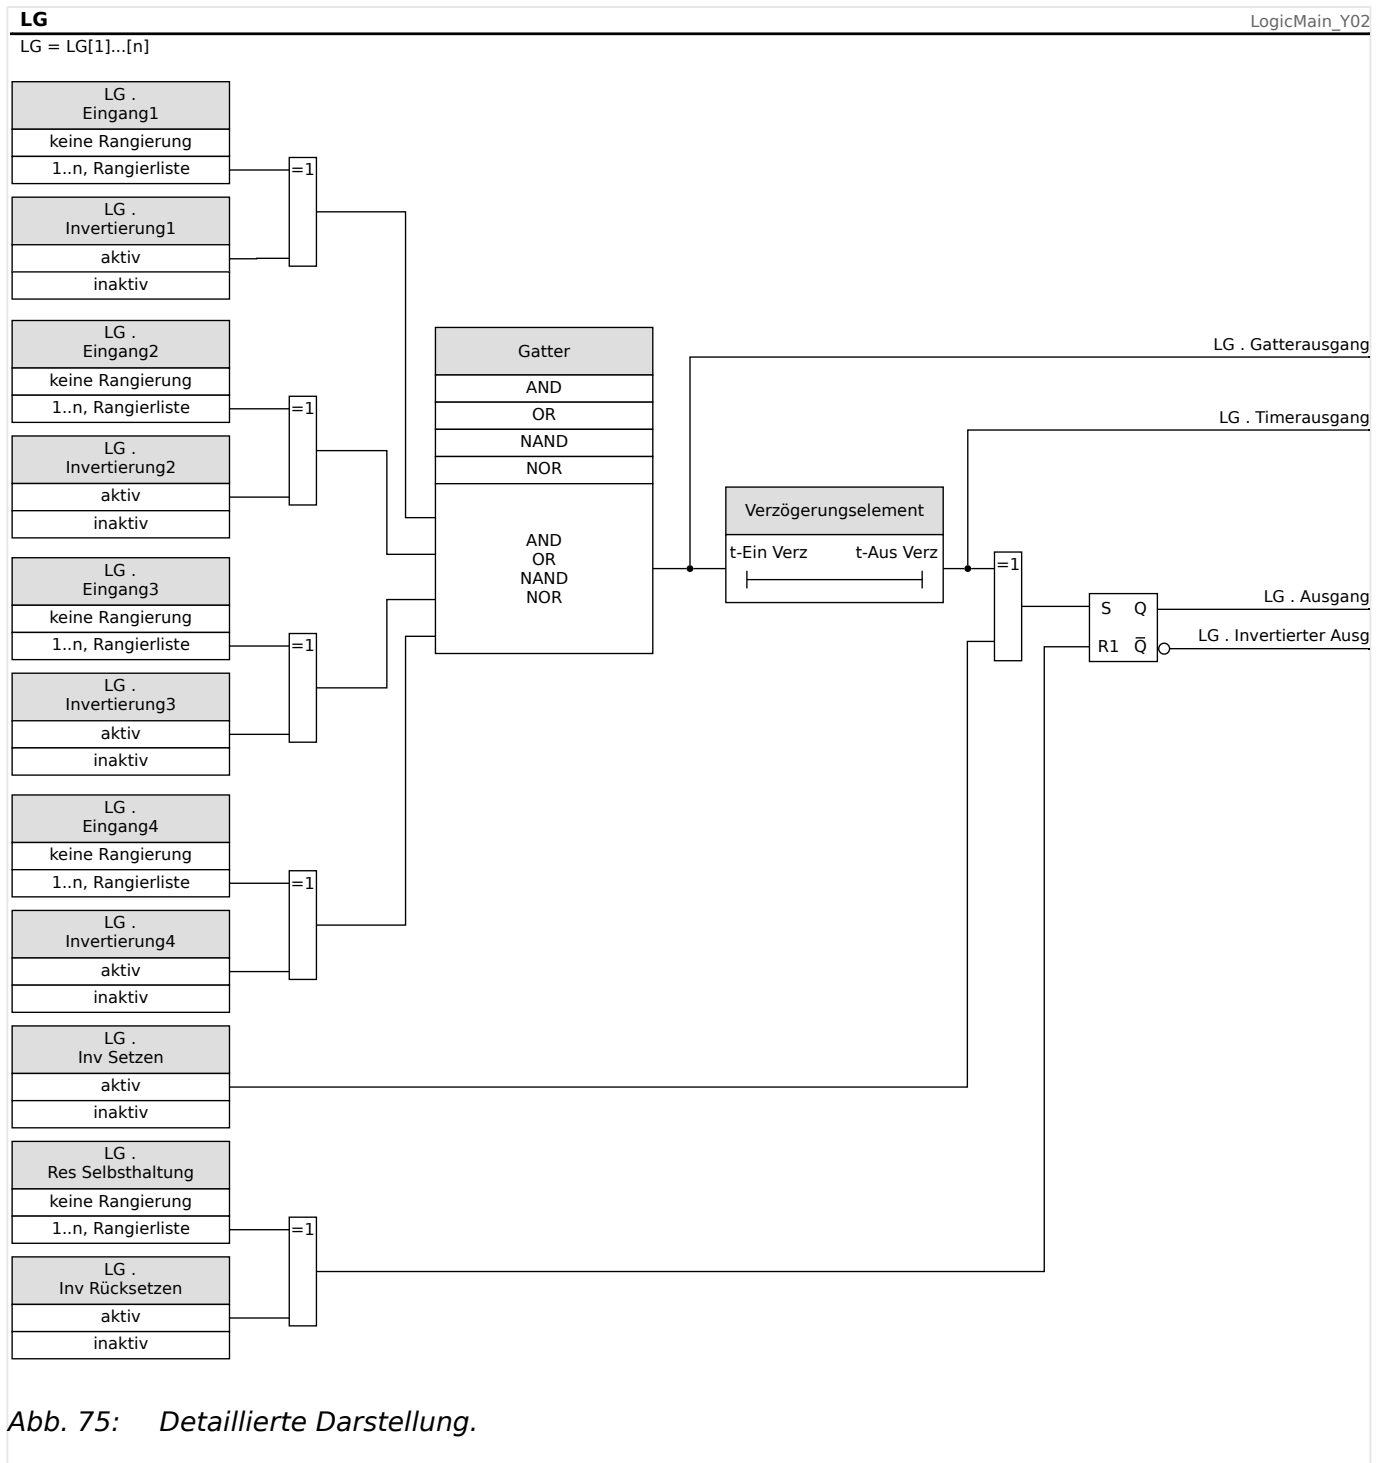 LG
LogicMain_Y02
LG = LG[1]...[n]
LG .
Eingang1
keine Rangierung
1..n, Rangierliste
=1
LG .
Invertierung1
aktiv
inaktiv
LG .
Eingang2
keine Rangierung
1..n, Rangierliste
=1
LG .
Invertierung2
aktiv
inaktiv
LG .
Eingang3
keine Rangierung
1..n, Rangierliste
=1
LG .
Invertierung3
aktiv
inaktiv
LG .
Eingang4
keine Rangierung
1..n, Rangierliste
=1
LG .
Invertierung4
aktiv
inaktiv
LG .
Inv Setzen
aktiv
inaktiv
LG .
Res Selbsthaltung
keine Rangierung
1..n, Rangierliste
=1
LG .
Inv Rücksetzen
aktiv
inaktiv
Gatter
AND
OR
NAND
NOR
AND
OR
NAND
NOR
LG . Gatterausgang
LG . Timerausgang
Verzögerungselement
t-Ein Verz t-Aus Verz
=1
S Q
R1 Q̅
LG . Ausgang
LG . Invertierter Ausg
Abb. 75: Detaillierte Darstellung.